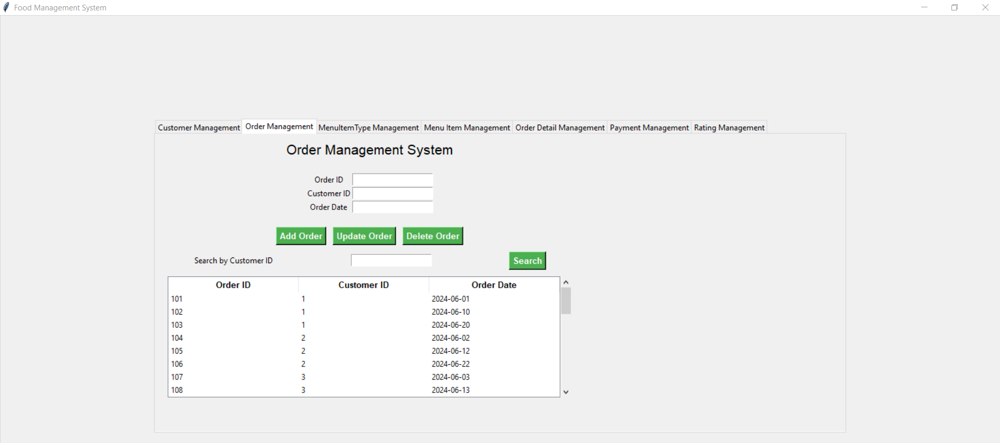 Food Management System
Customer Management Order Management MenuItemType Management Menu Item Management Order Detail Management Payment Management Rating Management
Order Management System
Order ID
Customer ID
Order Date
Add Order Update Order Delete Order
Search by Customer ID Search
Order ID Customer ID Order Date
101 1 2024-06-01
102 1 2024-06-10
103 1 2024-06-20
104 2 2024-06-02
105 2 2024-06-12
106 2 2024-06-22
107 3 2024-06-03
108 3 2024-06-13